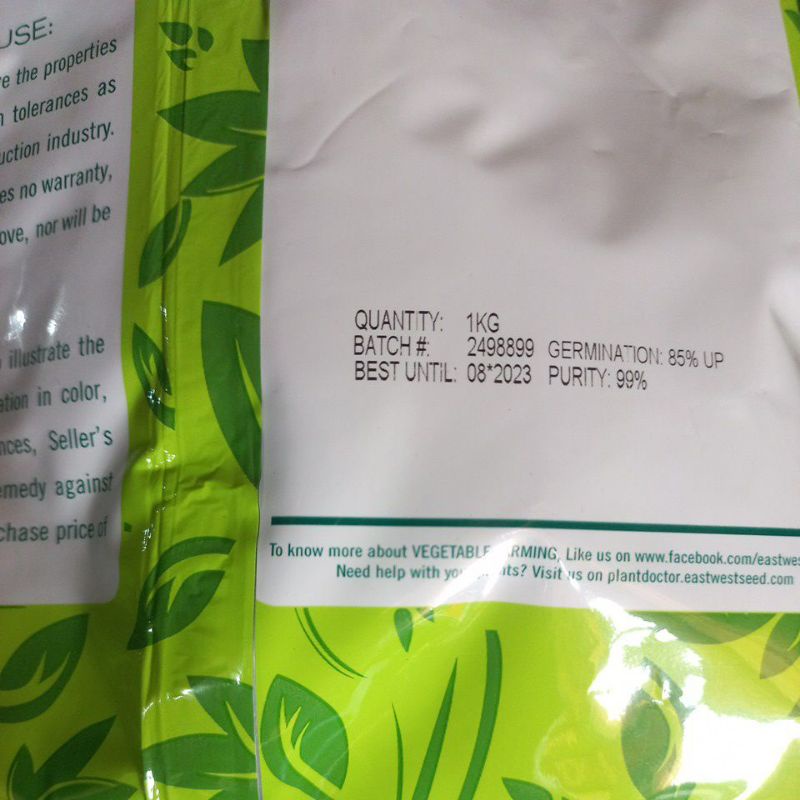 USE:
the properties
tolerances as
uction industry.
es no warranty,
ove, nor will be
illustrate the
ation in color,
nces, Seller's
emedy against
chase price of
QUANTITY: 1KG
BATCH #: 2498899 GERMINATION: 85% UP
BEST UNTIL: 08*2023 PURITY: 99%
To know more about VEGETABLE RMING, Like us on www.facebook.com/eastwes
Need help with your nts? Visit us on plantdoctor.eastwestseed.com